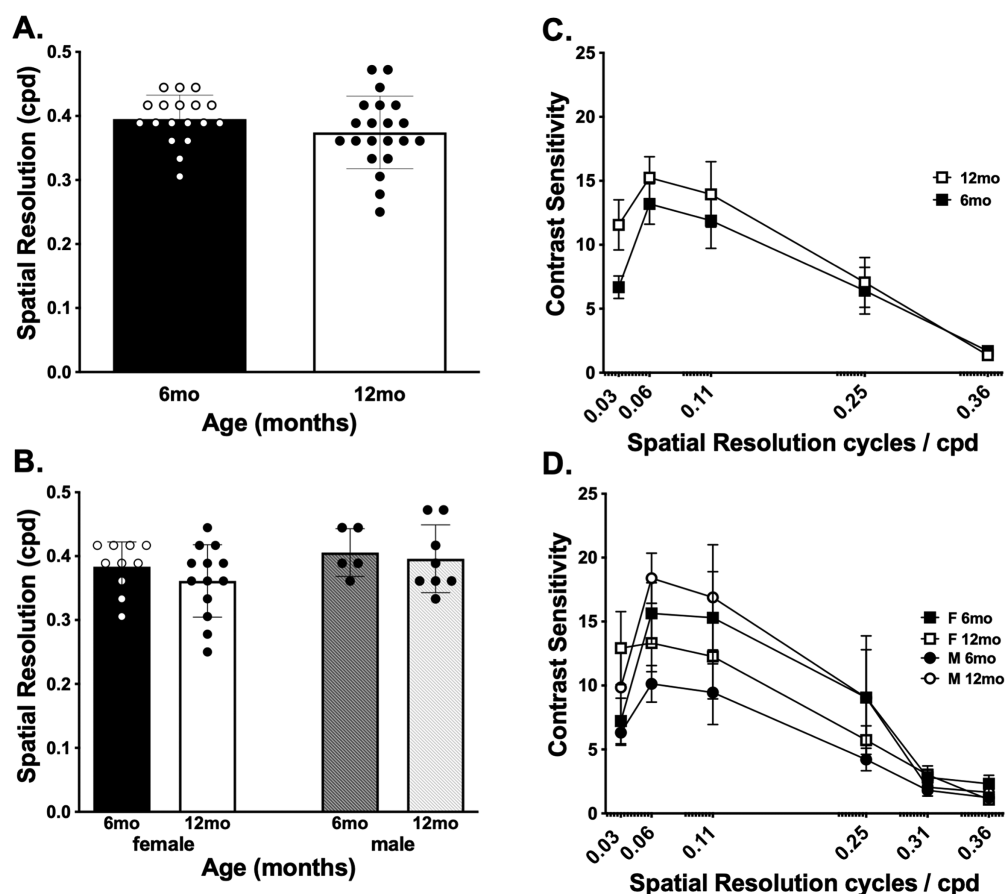 A.
Spatial Resolution (cpd)
0.5
0.4
0.3
0.2
0.1
0.0
6mo 12mo
Age (months)
B.
Spatial Resolution (cpd)
0.5
0.4
0.3
0.2
0.1
0.0
6mo 12mo 6mo 12mo
female male
Age (months)
C.
Contrast Sensitivity
25
20
15
10
5
0
12mo
6mo
0.03 0.06 0.11 0.25 0.36
Spatial Resolution cycles / cpd
D.
Contrast Sensitivity
25
20
15
10
5
0
F 6mo
F 12mo
M 6mo
M 12mo
0.03 0.06 0.11 0.25 0.31 0.36
Spatial Resolution cycles / cpd